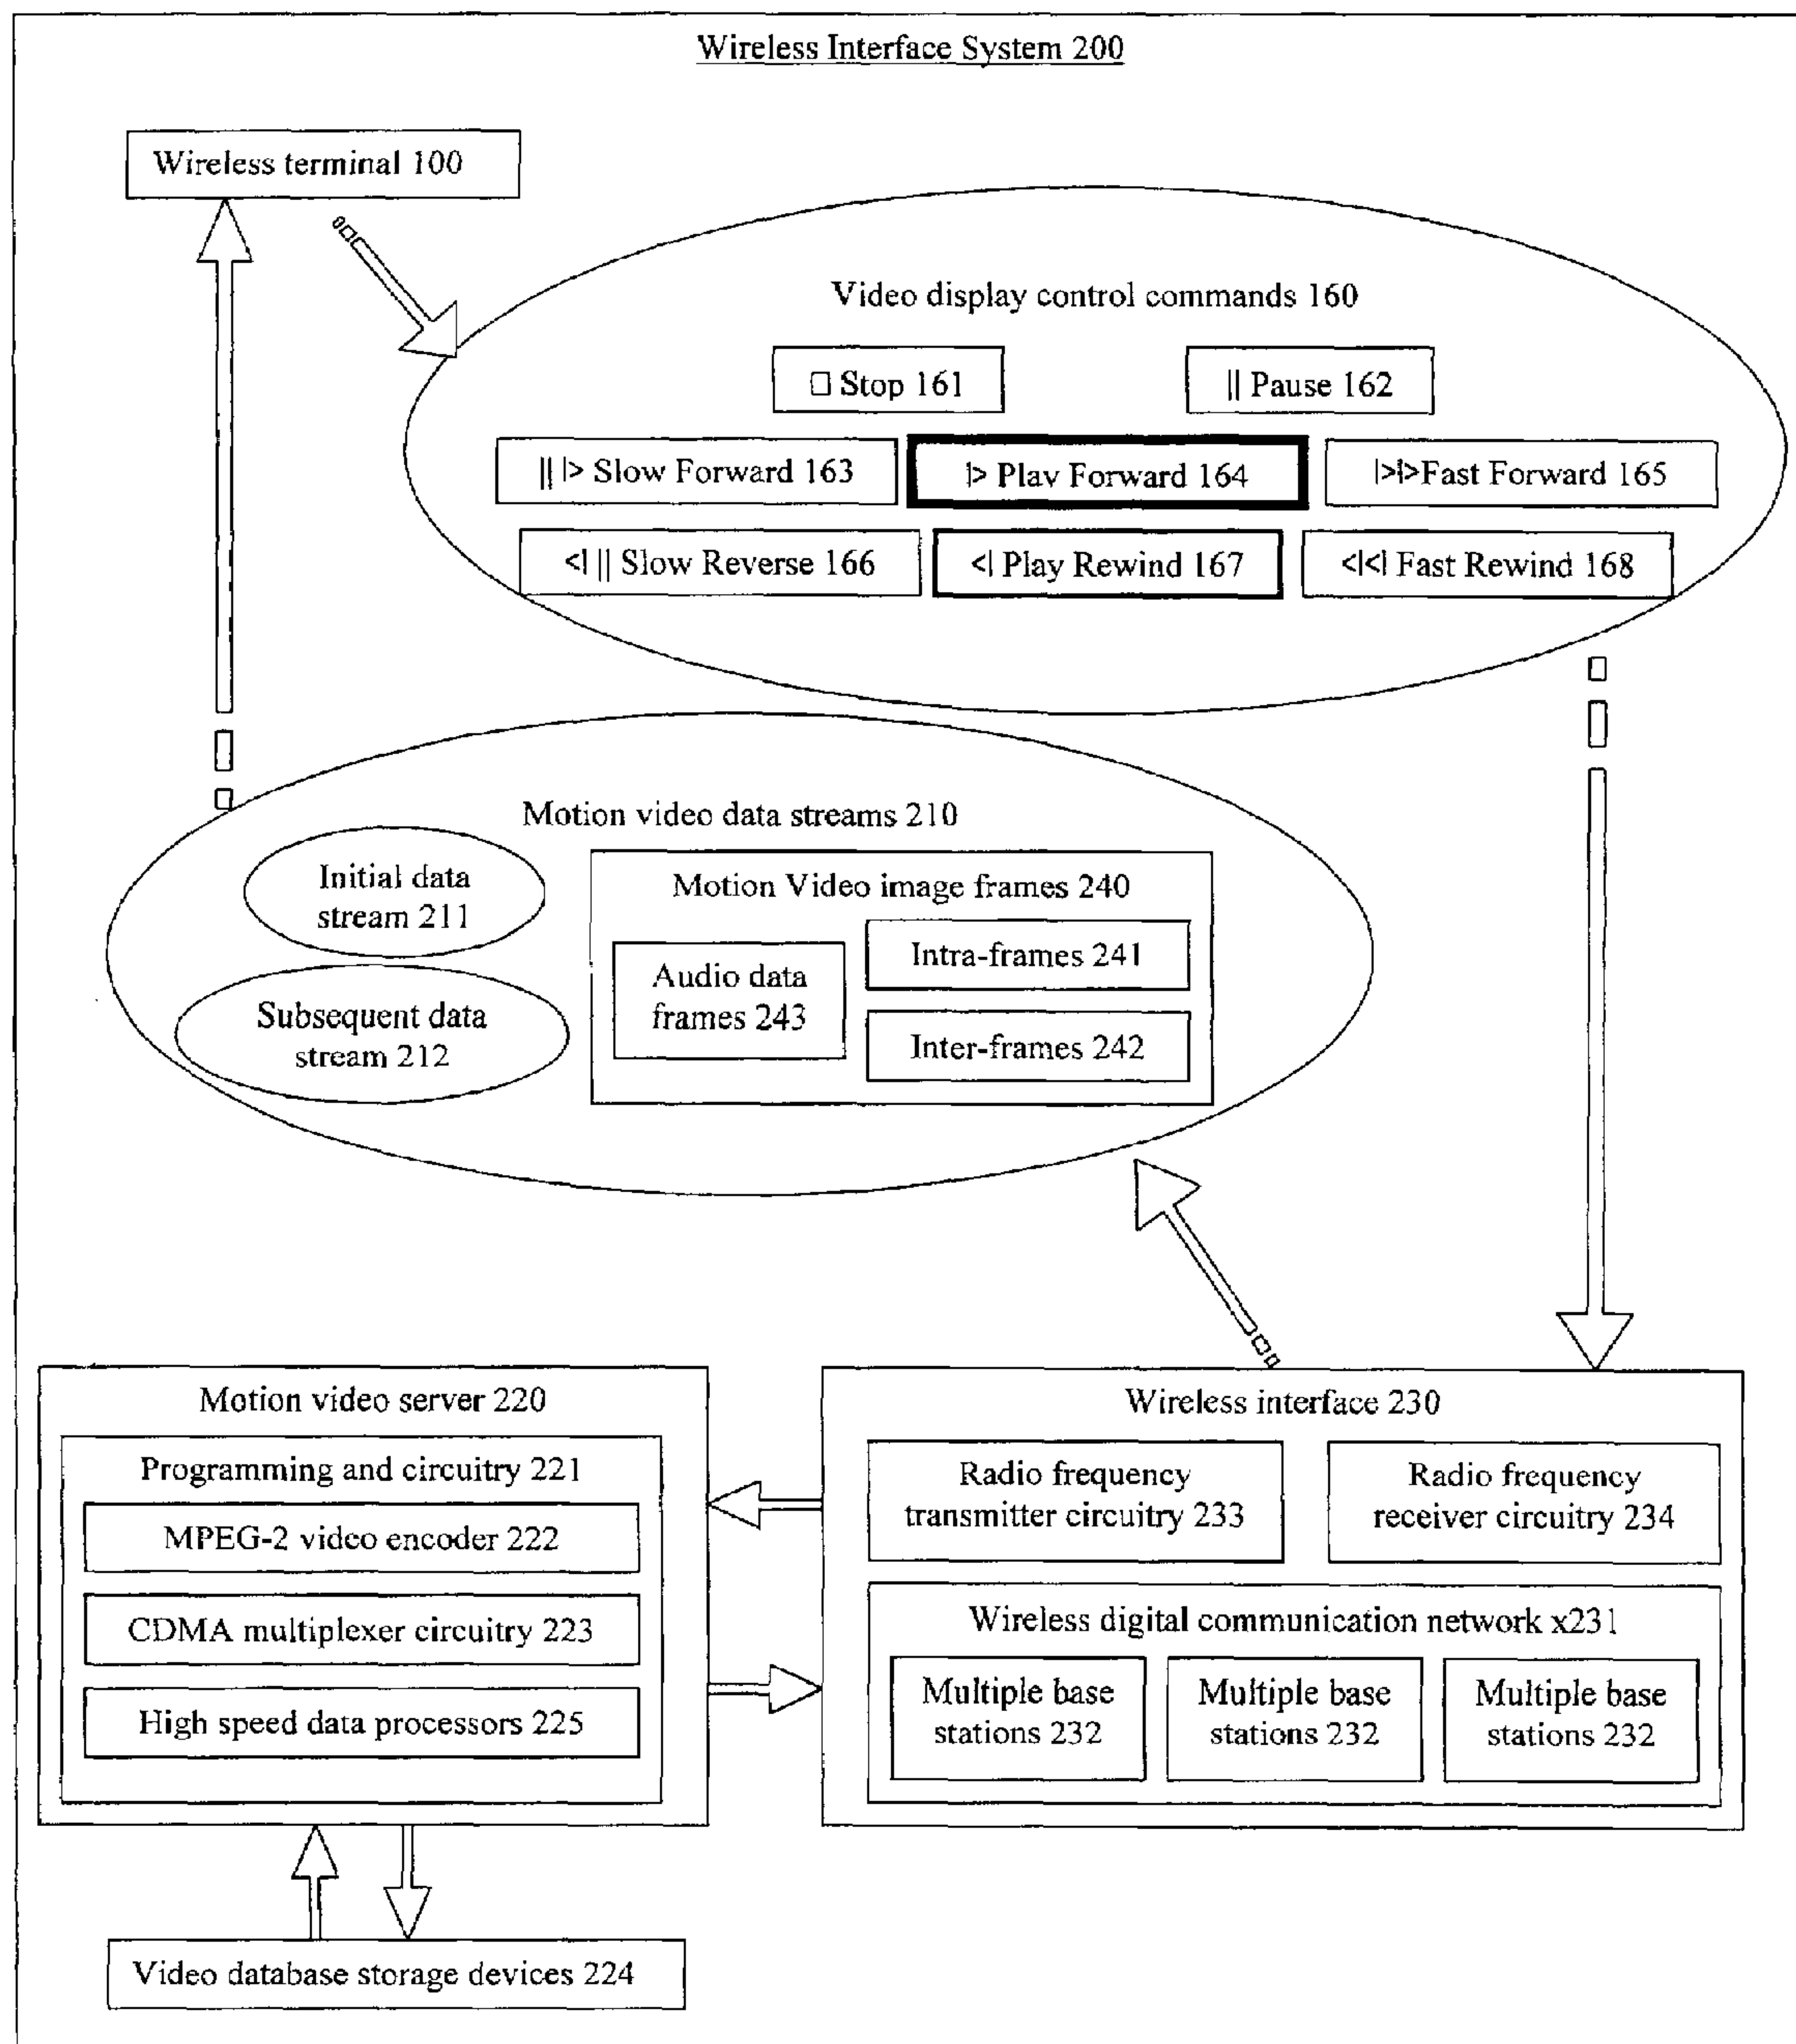 Wireless Interface System 200
Wireless terminal 100
Video display control commands 160
□ Stop 161
|| Pause 162
|| |> Slow Forward 163
|> Play Forward 164
|>|>Fast Forward 165
<| || Slow Reverse 166
<| Play Rewind 167
<|<| Fast Rewind 168
Motion video data streams 210
Initial data
stream 211
Subsequent data
stream 212
Motion Video image frames 240
Audio data
frames 243
Intra-frames 241
Inter-frames 242
Motion video server 220
Programming and circuitry 221
MPEG-2 video encoder 222
CDMA multiplexer circuitry 223
High speed data processors 225
Wireless interface 230
Radio frequency
transmitter circuitry 233
Radio frequency
receiver circuitry 234
Wireless digital communication network x231
Multiple base
stations 232
Multiple base
stations 232
Multiple base
stations 232
Video database storage devices 224